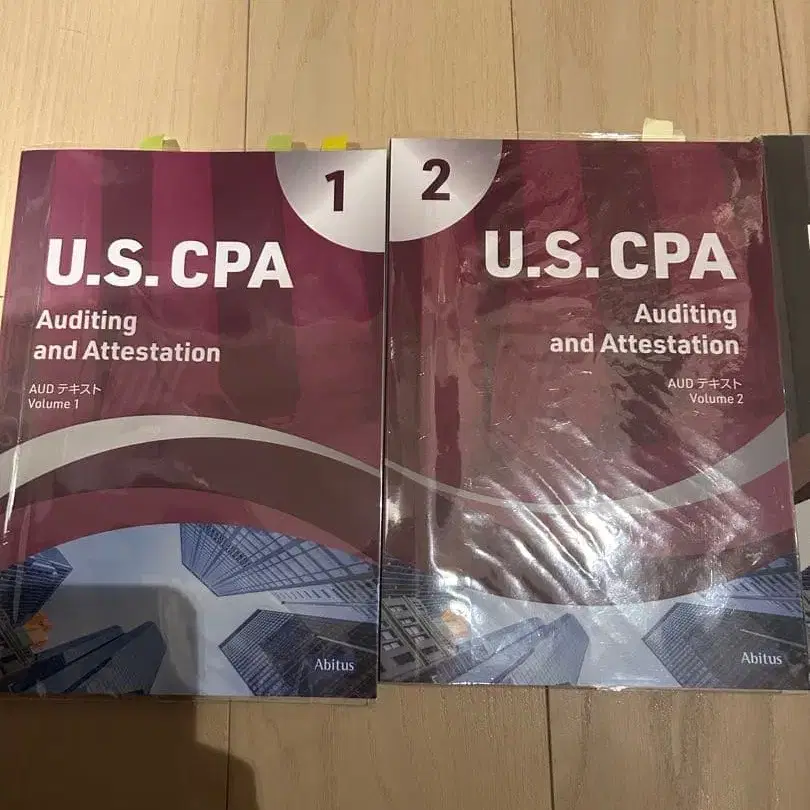 1
U.S. CPA
Auditing
and Attestation
AUD テキスト
Volume 1
Abitus
2
U.S. CPA
Auditing
and Attestation
AUD テキスト
Volume 2
Abitus